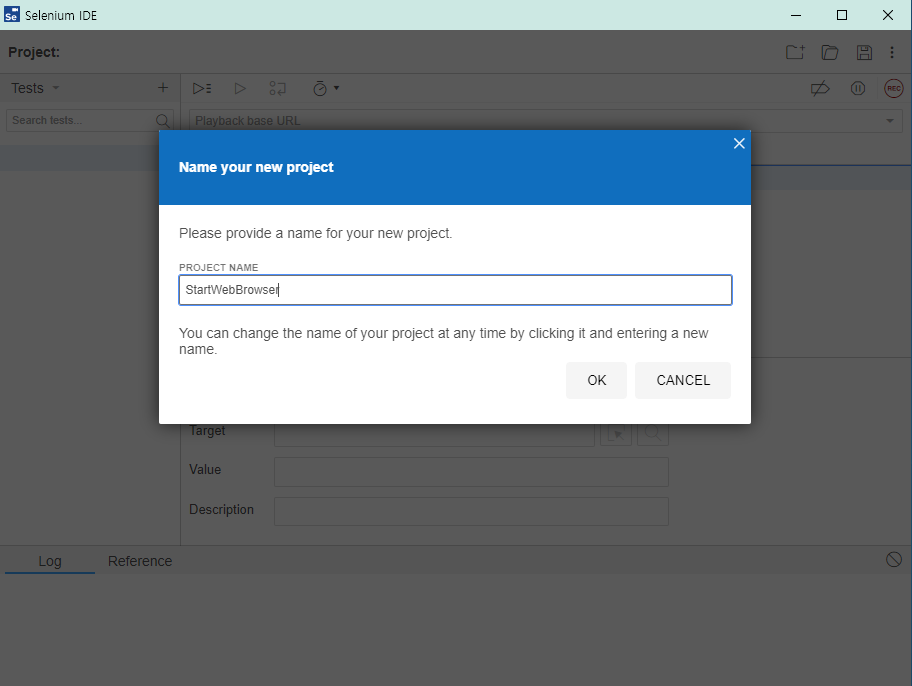 Selenium IDE
Project:
Tests
Search tests...
Playback base URL
REC
Name your new project
Please provide a name for your new project.
PROJECT NAME
StartWebBrowser
You can change the name of your project at any time by clicking it and entering a new
name.
OK CANCEL
Target
Value
Description
Log Reference